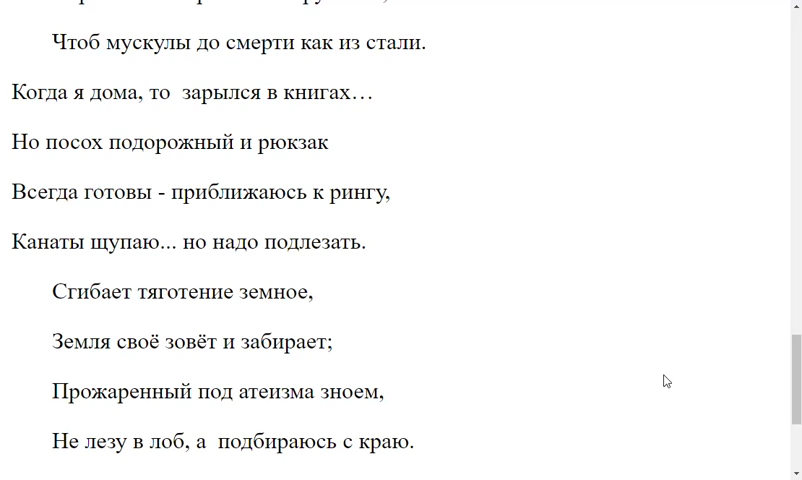 Чтоб мускулы до смерти как из стали.
Когда я дома, то  зарылся в книгах…
Но посох подорожный и рюкзак
Всегда готовы - приближаюсь к рингу,
Канаты щупаю... но надо подлезать.
Сгибает тяготение земное,
Земля своё зовёт и забирает;
Прожаренный под атеизма зноем,
Не лезу в лоб, а  подбираюсь с краю.